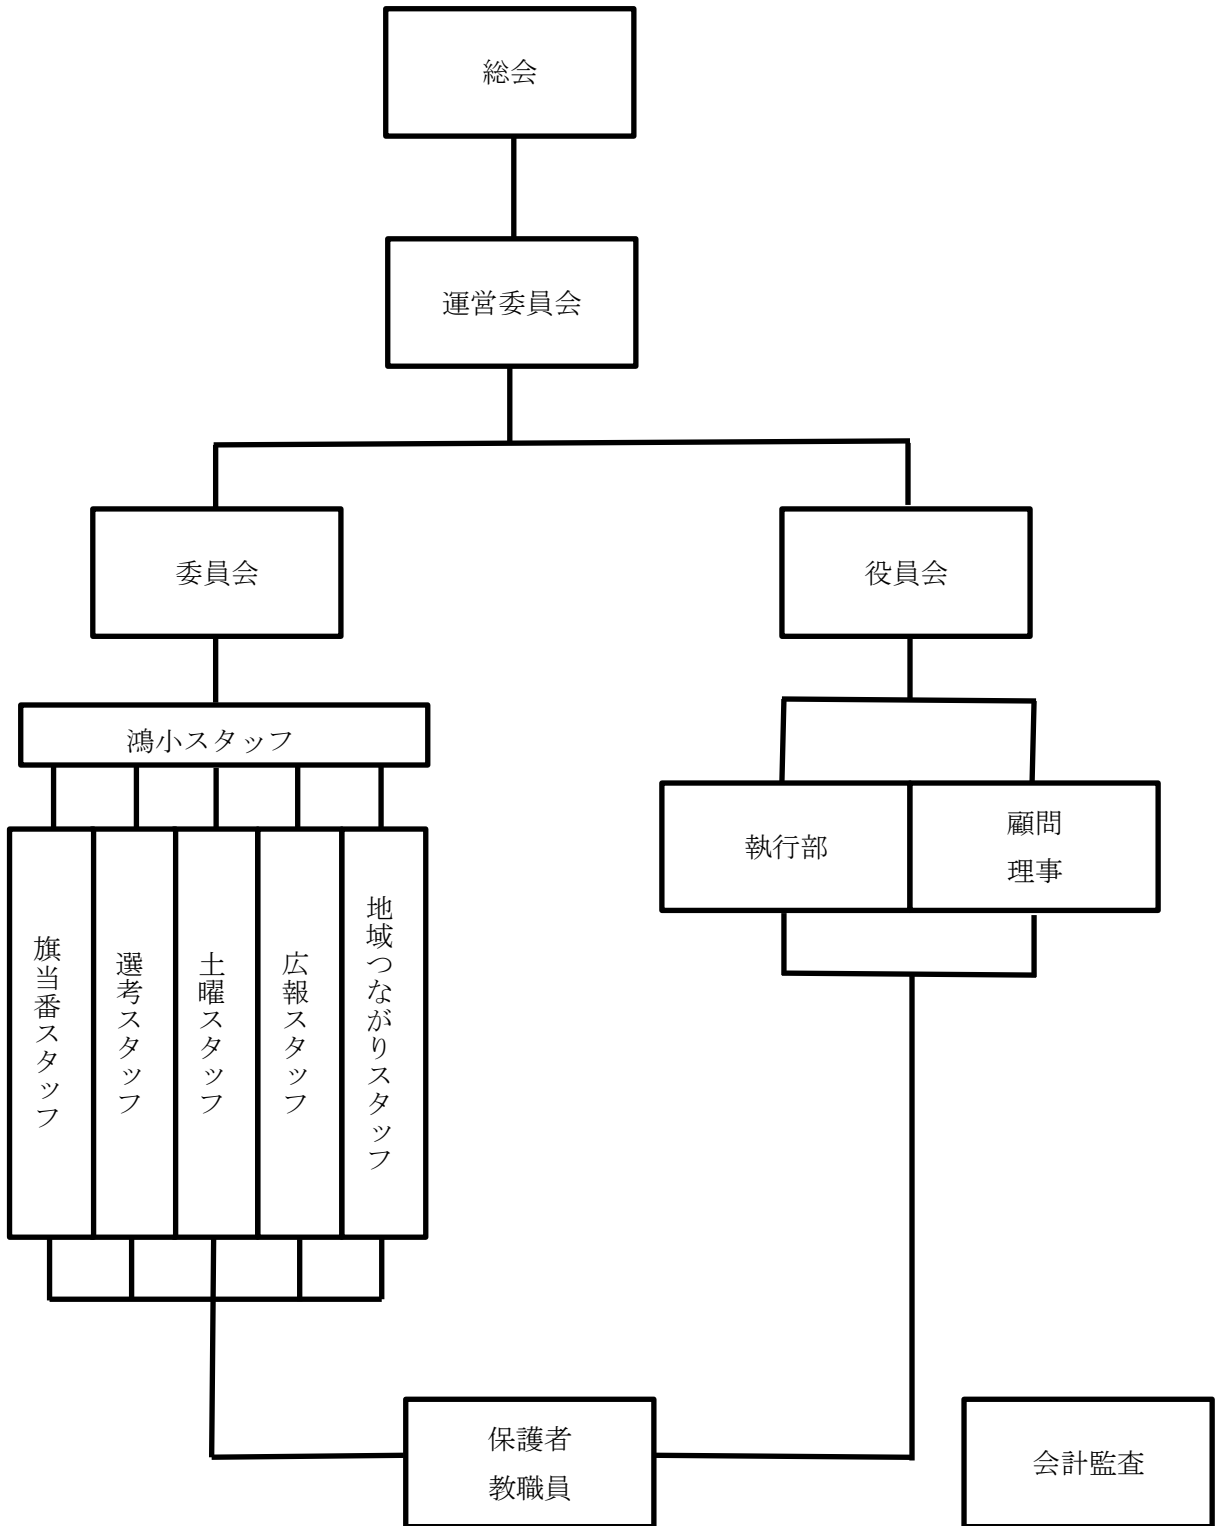 総会
運営委員会
委員会
役員会
鴻小スタッフ
執行部
顧問
理事
旗当番スタッフ
選考スタッフ
土曜スタッフ
広報スタッフ
地域つながりスタッフ
保護者
教職員
会計監査